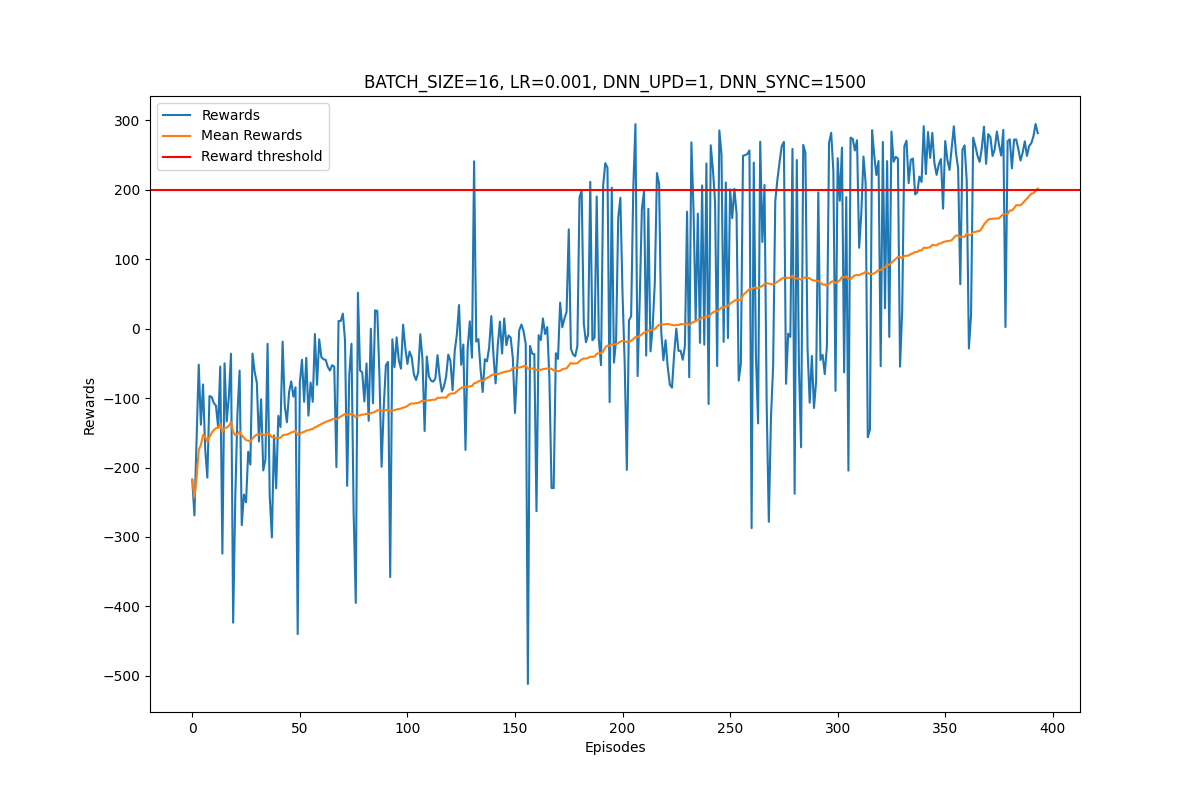 BATCH_SIZE=16, LR=0.001, DNN_UPD=1, DNN_SYNC=1500
Rewards
Mean Rewards
Reward threshold
300
200
100
0
−100
−200
−300
−400
−500
Rewards
0 50 100 150 200 250 300 350 400
Episodes